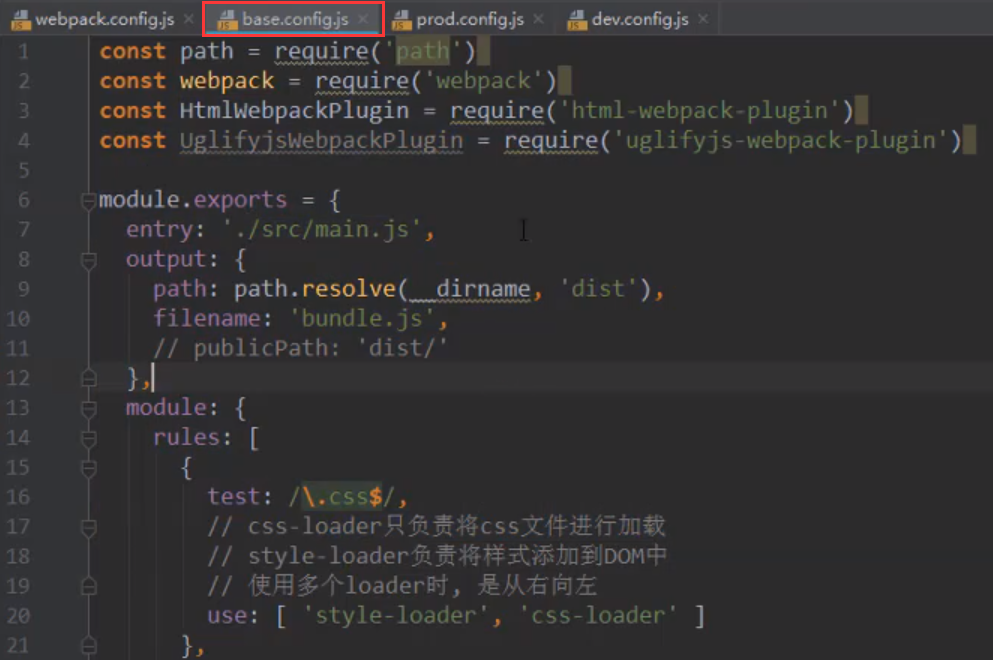 webpack.config.js × base.config.js × prod.config.js × dev.config.js ×
1 const path = require('path')
2 const webpack = require('webpack')
3 const HtmlWebpackPlugin = require('html-webpack-plugin')
4 const UglifyjsWebpackPlugin = require('uglifyjs-webpack-plugin')
5
6 module.exports = {
7 entry: './src/main.js',
8 output: {
9 path: path.resolve(__dirname, 'dist'),
10 filename: 'bundle.js',
11 // publicPath: 'dist/'
12 },
13 module: {
14 rules: [
15 {
16 test: /\.css$/,
17 // css-loader只负责将css文件进行加载
18 // style-loader负责将样式添加到DOM中
19 // 使用多个loader时, 是从右向左
20 use: [ 'style-loader', 'css-loader' ]
21 },